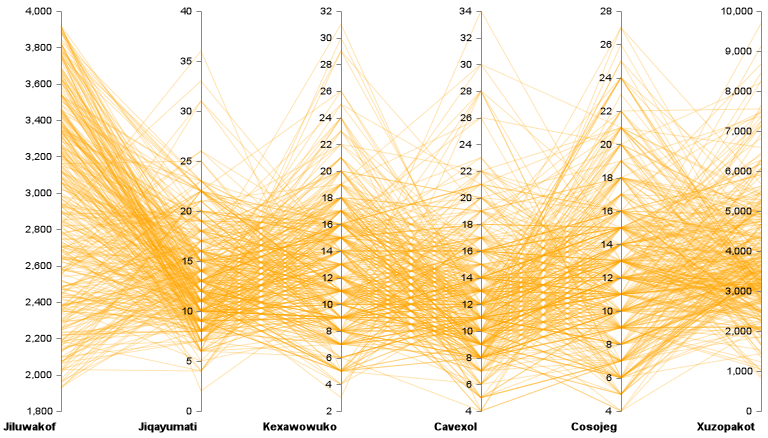 4,000 40 32 34 28 10,000
3,800 35 30 32 26 9,000
3,600 30 28 30 24 8,000
3,400 25 26 28 22 7,000
3,200 20 24 26 20 6,000
3,000 15 22 24 18 5,000
2,800 10 20 22 16 4,000
2,600 5 18 20 14 3,000
2,400 0 16 18 12 2,000
2,200 14 16 10 1,000
2,000 12 14 8 0
1,800 10 12 6
8 10 4
6 8
4 6
2 4
Jiluwakof Jiqayumati Kexawowuko Cavexol Cosojeg Xuzopakot